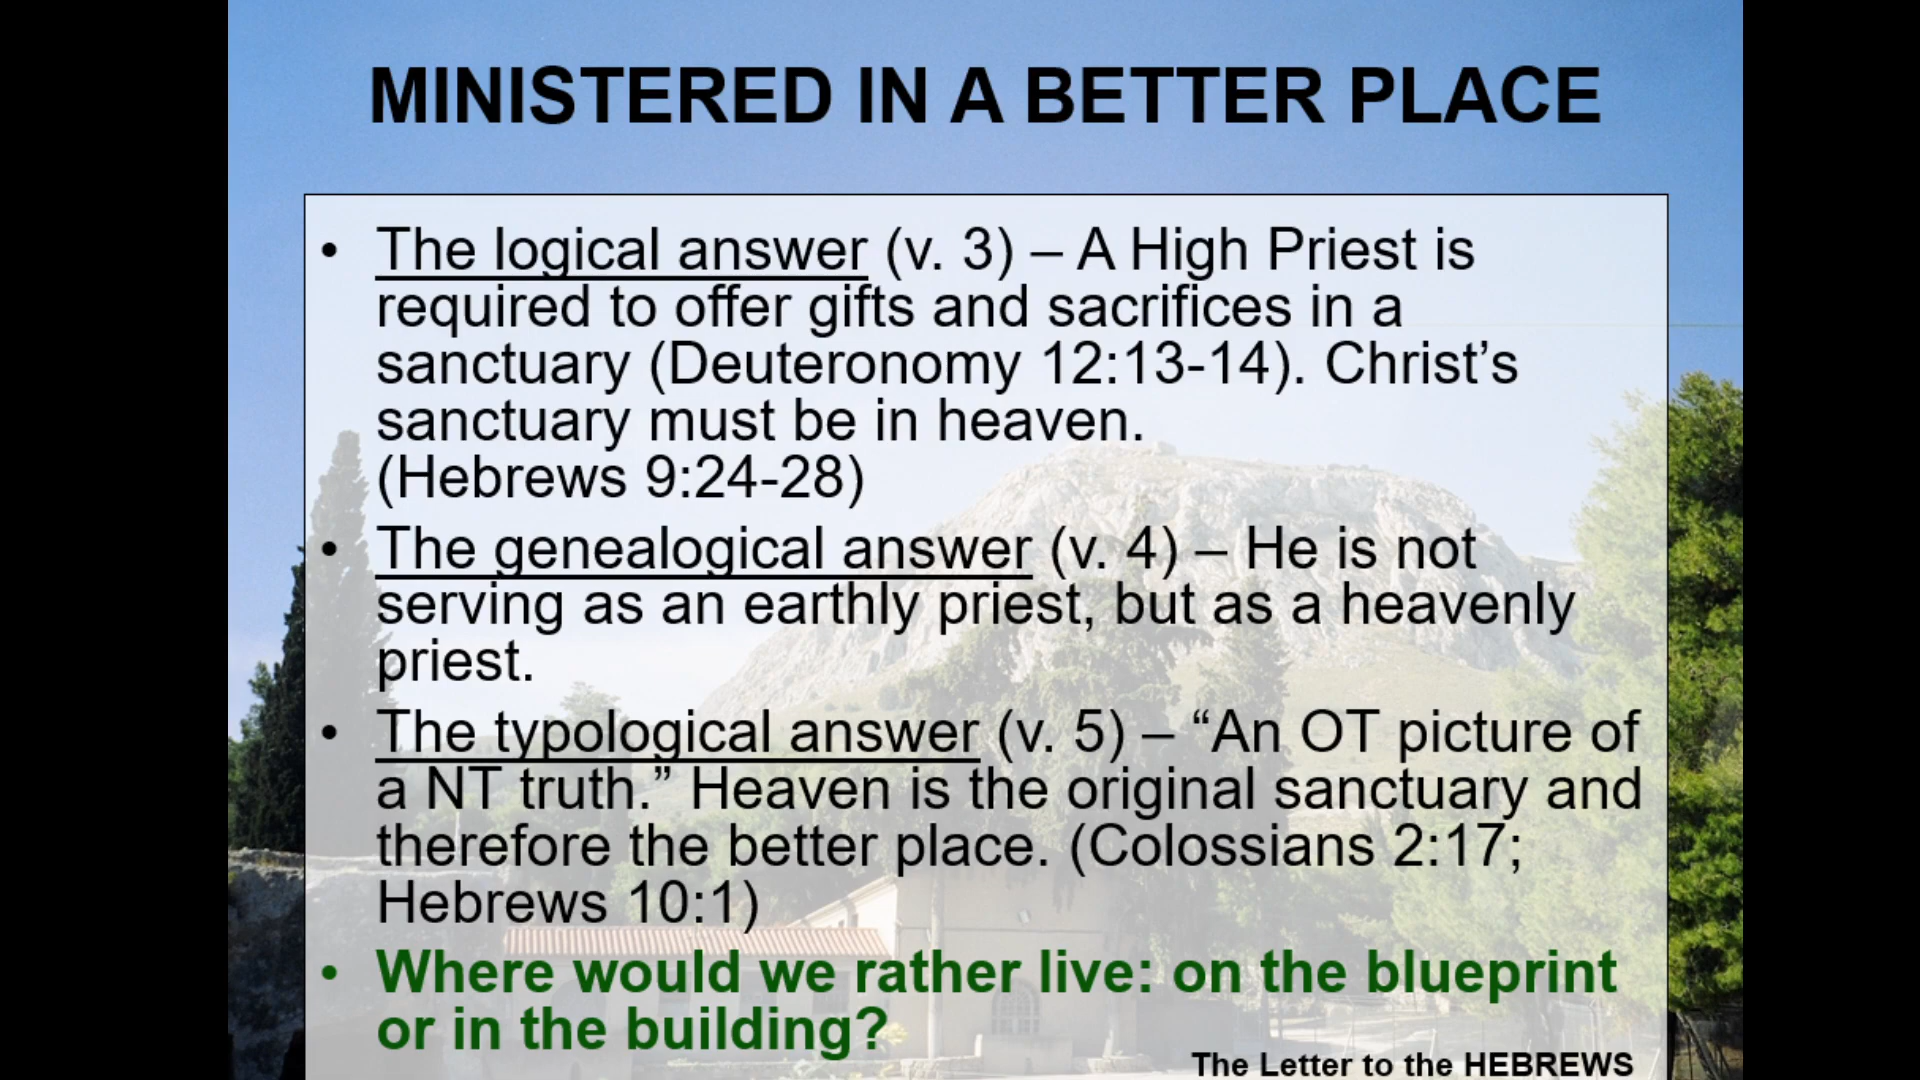 MINISTERED IN A BETTER PLACE
• The logical answer (v. 3) – A High Priest is
required to offer gifts and sacrifices in a
sanctuary (Deuteronomy 12:13-14). Christ’s
sanctuary must be in heaven.
(Hebrews 9:24-28)
• The genealogical answer (v. 4) – He is not
serving as an earthly priest, but as a heavenly
priest.
• The typological answer (v. 5) – “An OT picture of
a NT truth.” Heaven is the original sanctuary and
therefore the better place. (Colossians 2:17;
Hebrews 10:1)
• Where would we rather live: on the blueprint
or in the building?
The Letter to the HEBREWS